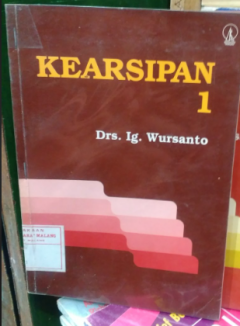 KEARSIPAN
1
Drs. Ig. Wursanto